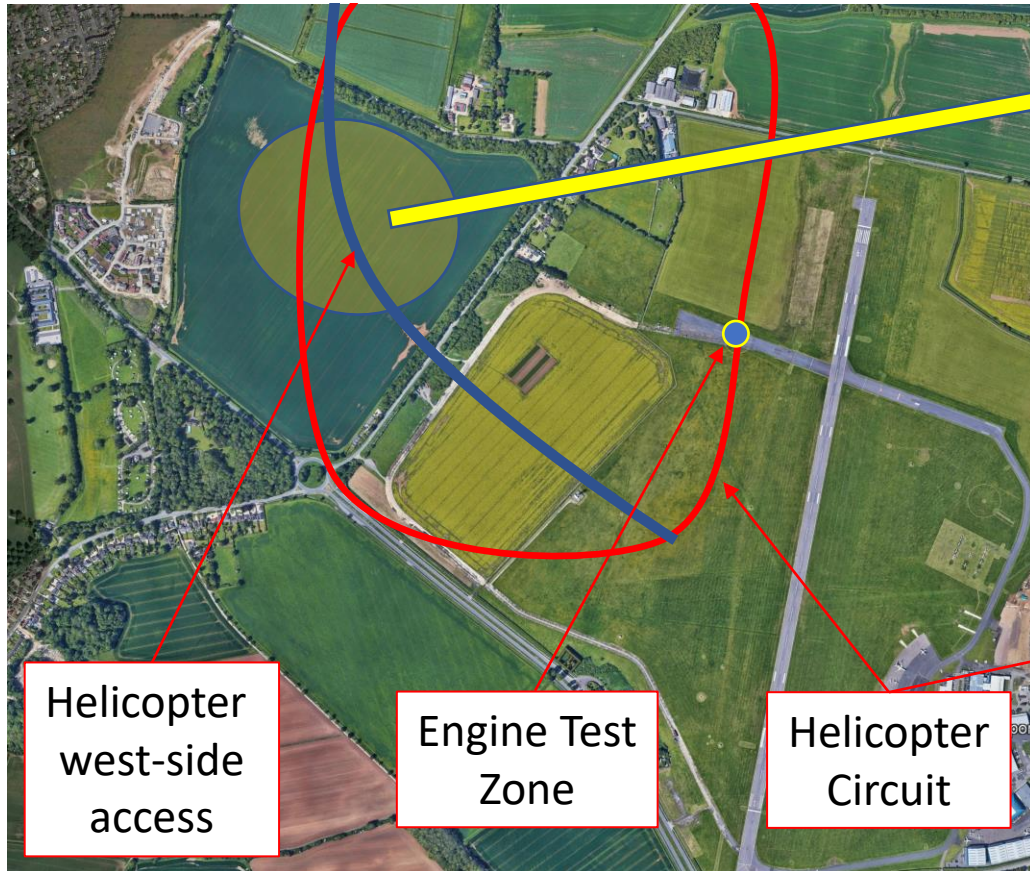 Helicopter
west-side
access
Engine Test
Zone
Helicopter
Circuit